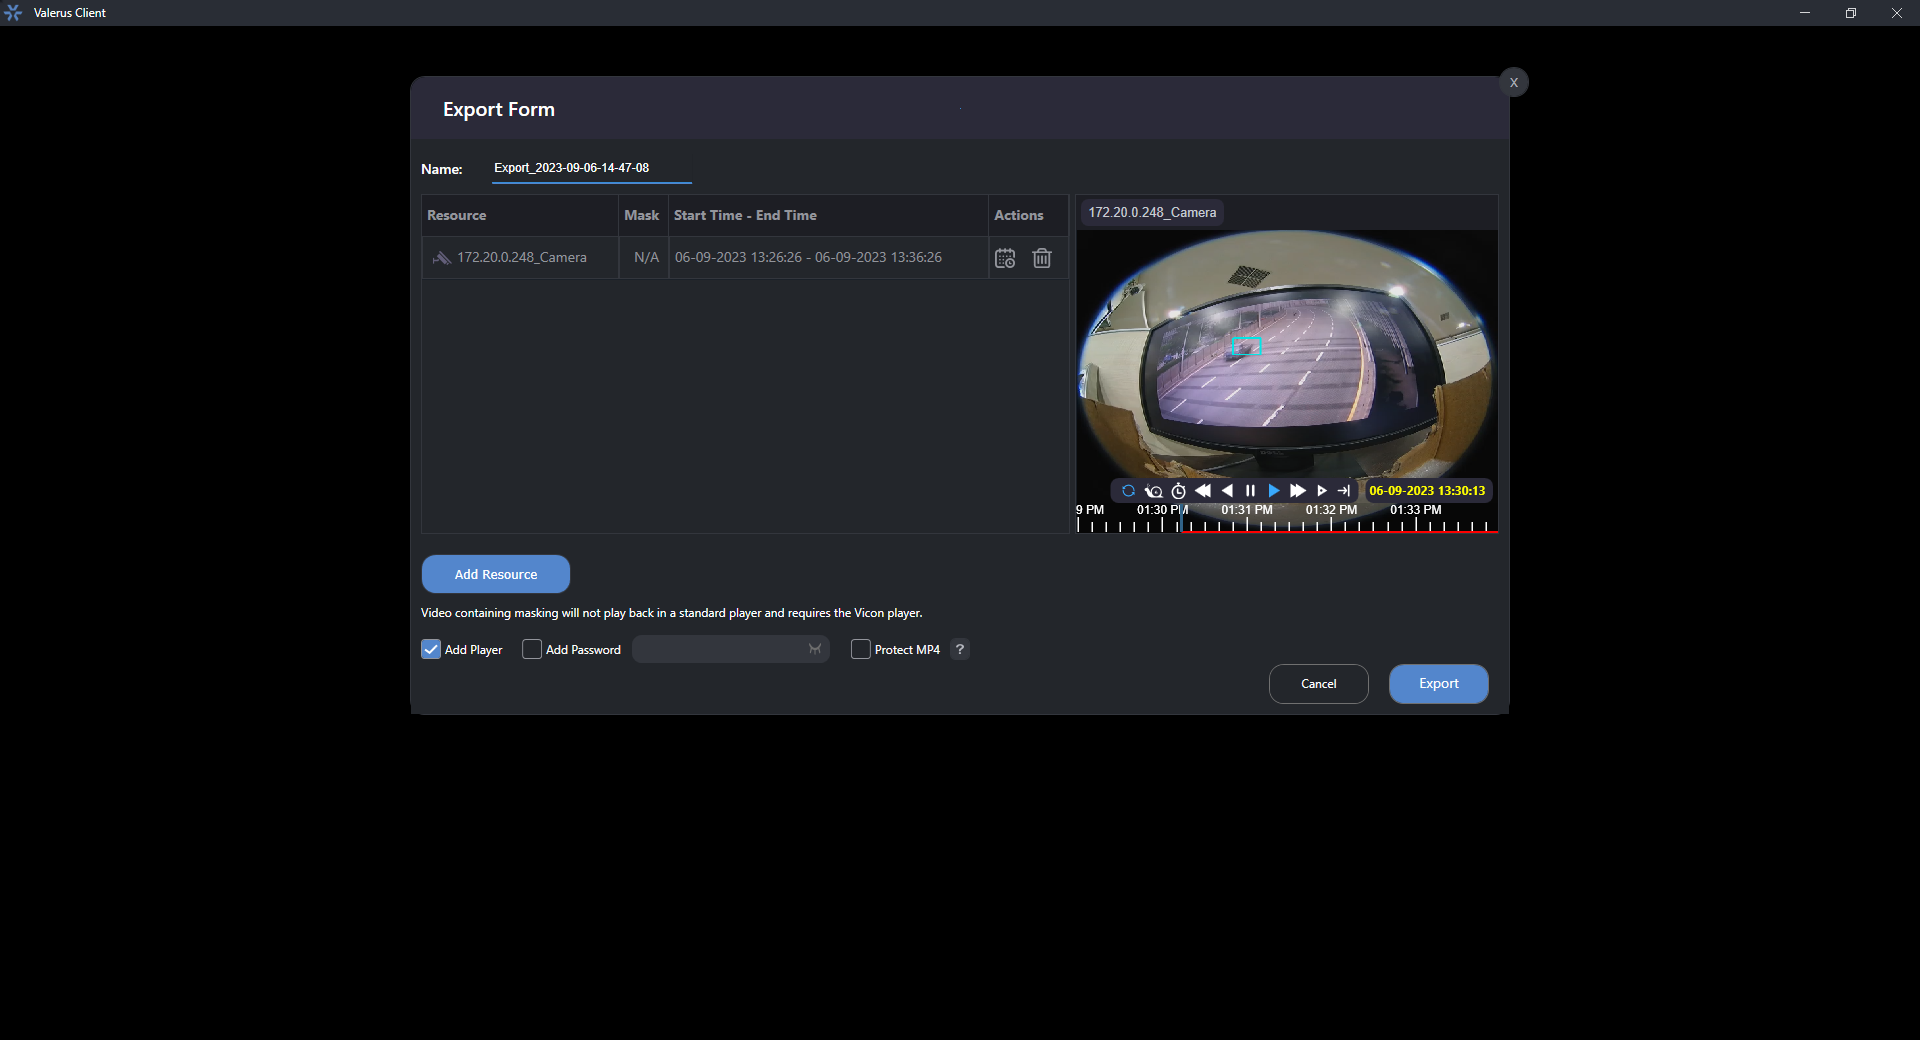 Valerus Client
X
Export Form
Name: Export_2023-09-06-14-47-08
Resource Mask Start Time - End Time Actions
172.20.0.248_Camera N/A 06-09-2023 13:26:26 - 06-09-2023 13:36:26
172.20.0.248_Camera
06-09-2023 13:30:13
9 PM 01:30 PM 01:31 PM 01:32 PM 01:33 PM
Add Resource
Video containing masking will not play back in a standard player and requires the Vicon player.
Add Player Add Password Protect MP4 ?
Cancel Export